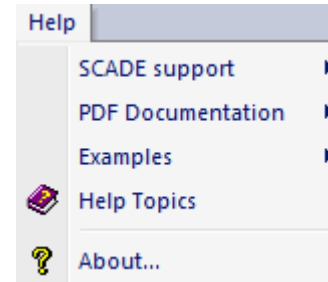 Help
SCADE support
PDF Documentation
Examples
Help Topics
About...